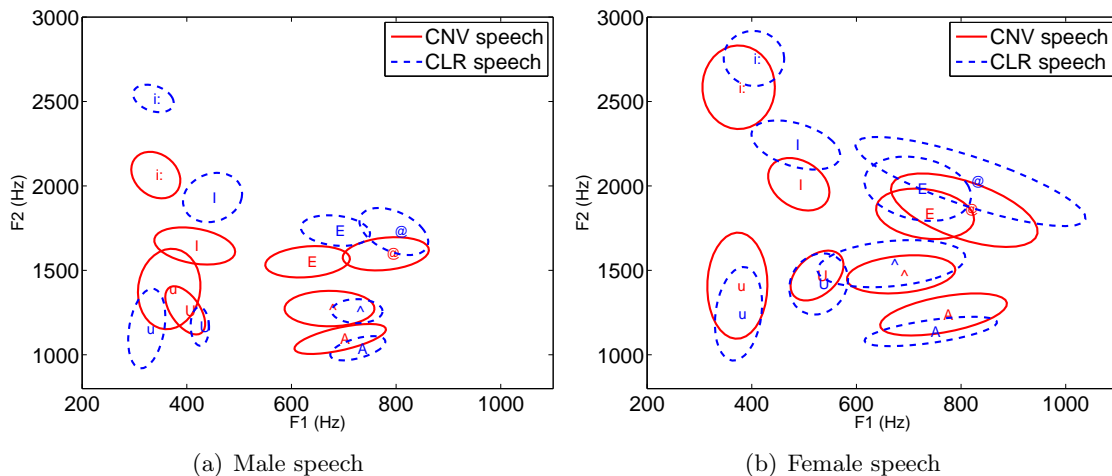 3000
2500
2000
1500
1000
F2 (Hz)
200 400 600 800 1000
F1 (Hz)
CNV speech
CLR speech
i:
i:
I
I
E
E
@
@
u
U
u
U
^
^
A
A
(a) Male speech
3000
2500
2000
1500
1000
F2 (Hz)
200 400 600 800 1000
F1 (Hz)
CNV speech
CLR speech
i:
i:
I
I
@
E
@
E
^
^
U
U
u
u
A
A
(b) Female speech